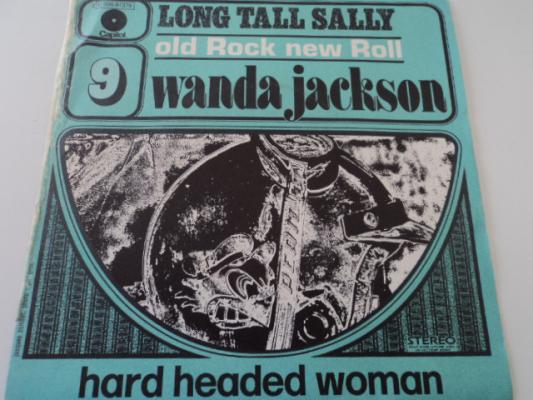 LONG TALL SALLY
Capitol
old Rock new Roll
9
wanda jackson
STEREO
hard headed woman